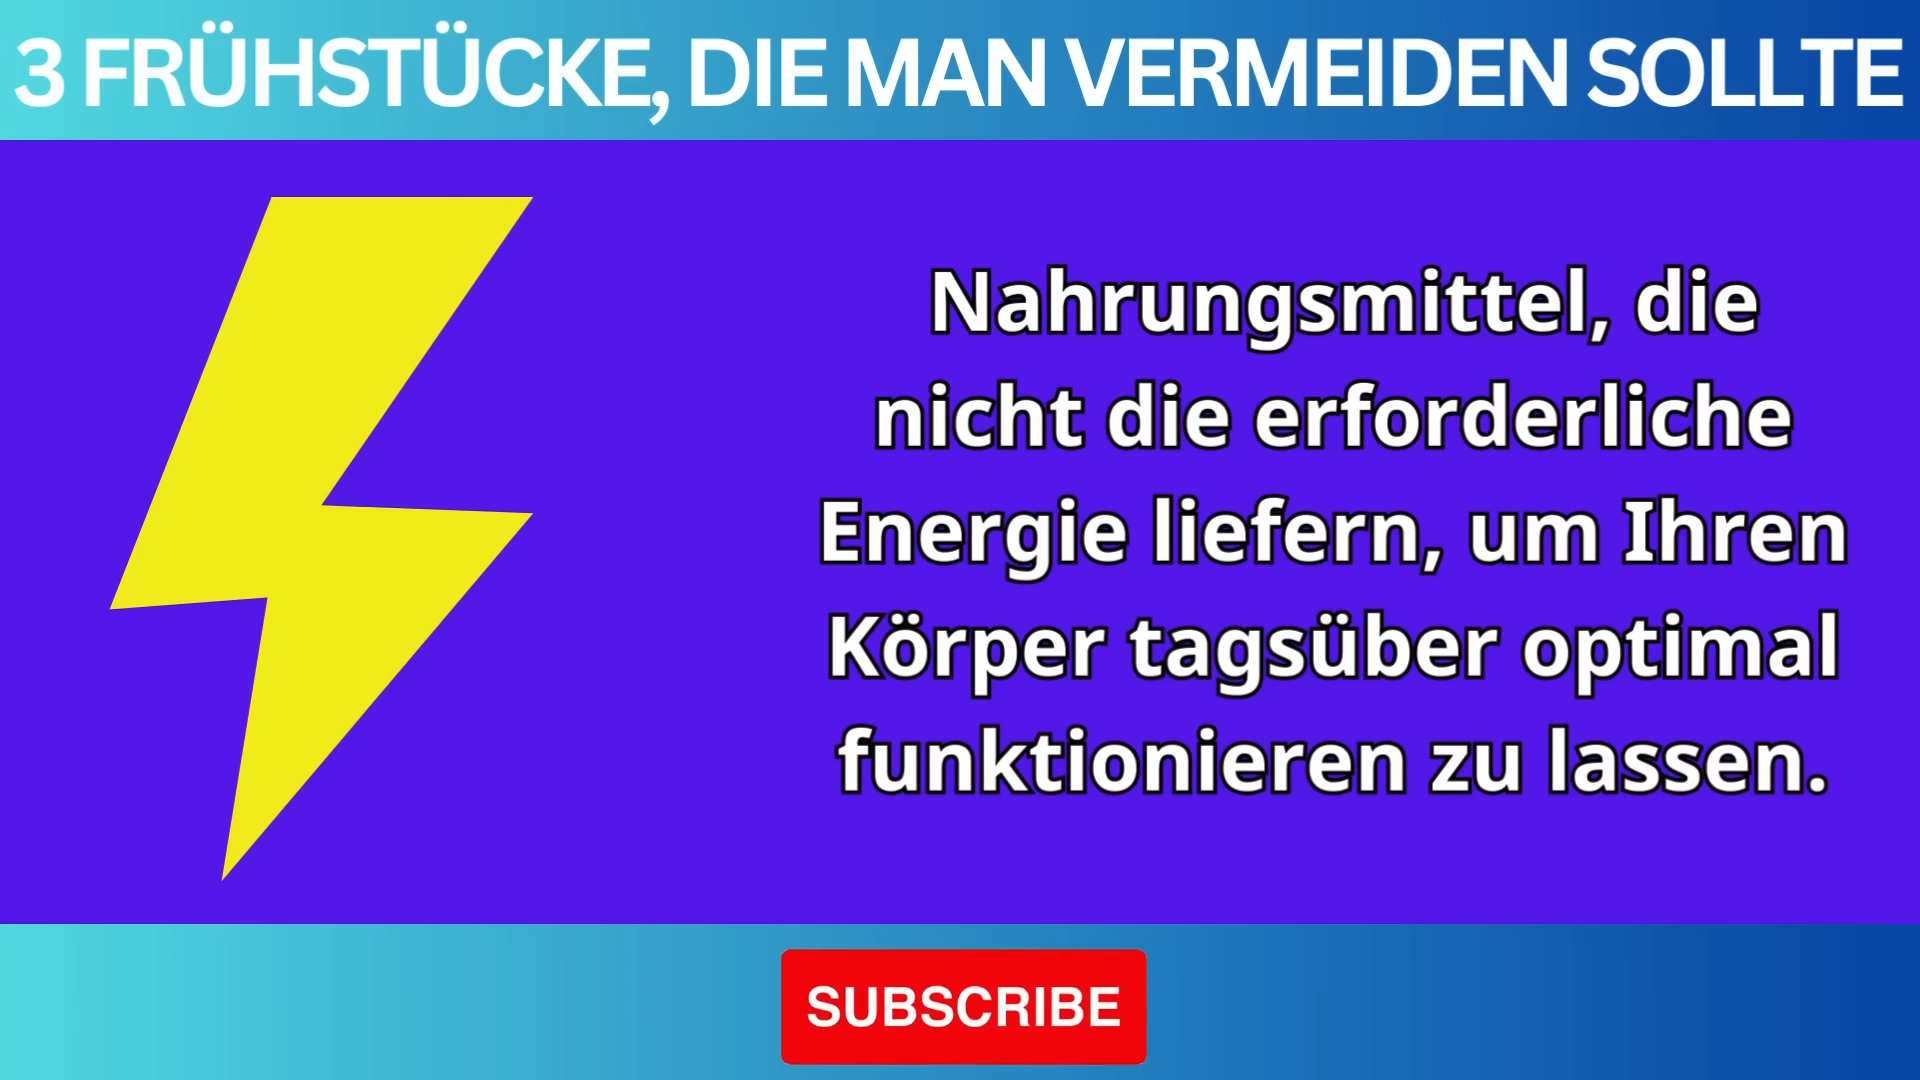 3 FRÜHSTÜCKE, DIE MAN VERMEIDEN SOLLTE
Nahrungsmittel, die
nicht die erforderliche
Energie liefern, um Ihren
Körper tagsüber optimal
funktionieren zu lassen.
SUBSCRIBE